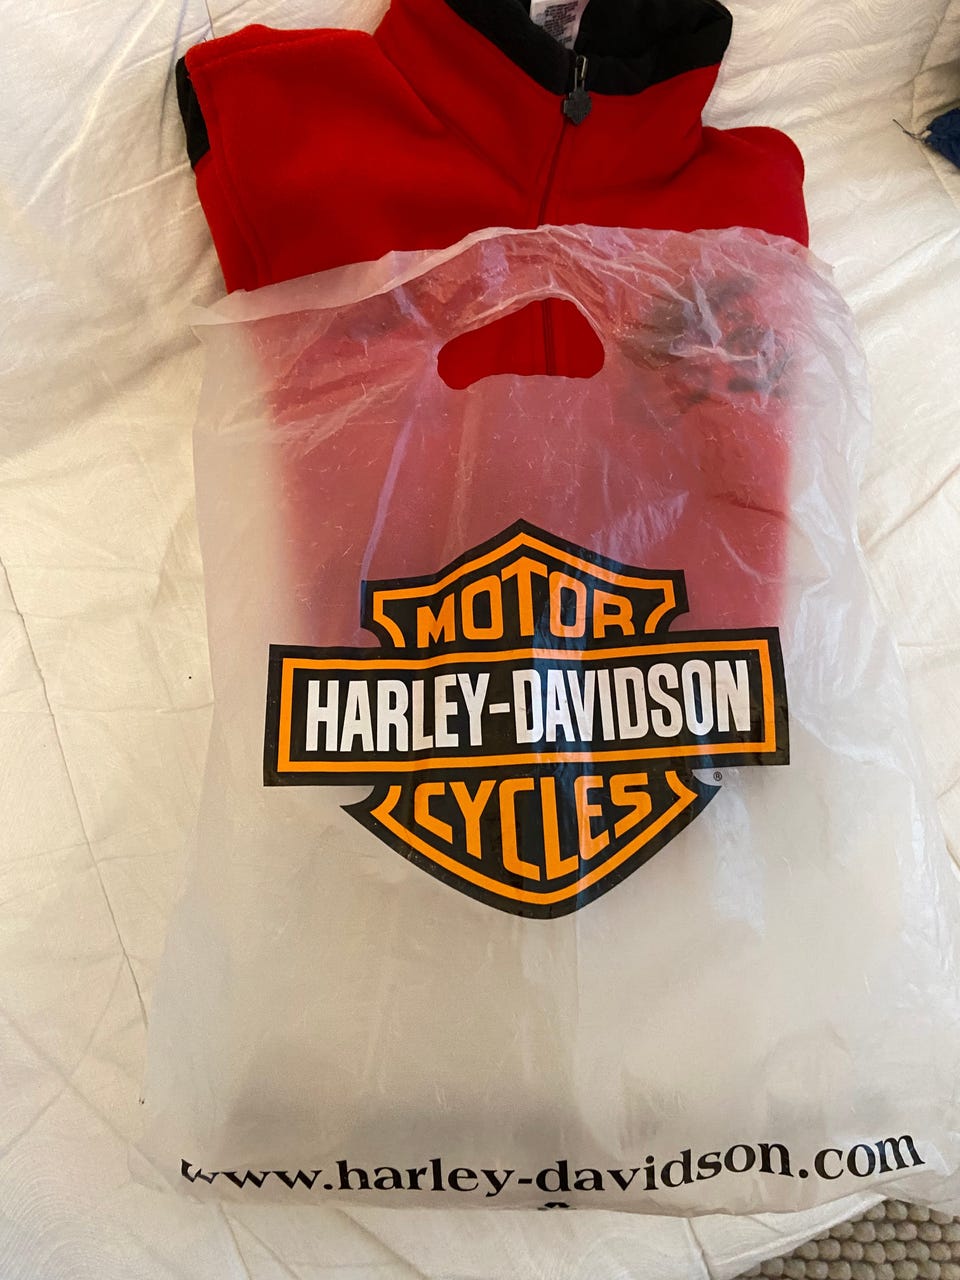 MOTOR
HARLEY-DAVIDSON
CYCLES
®
www.harley-davidson.com